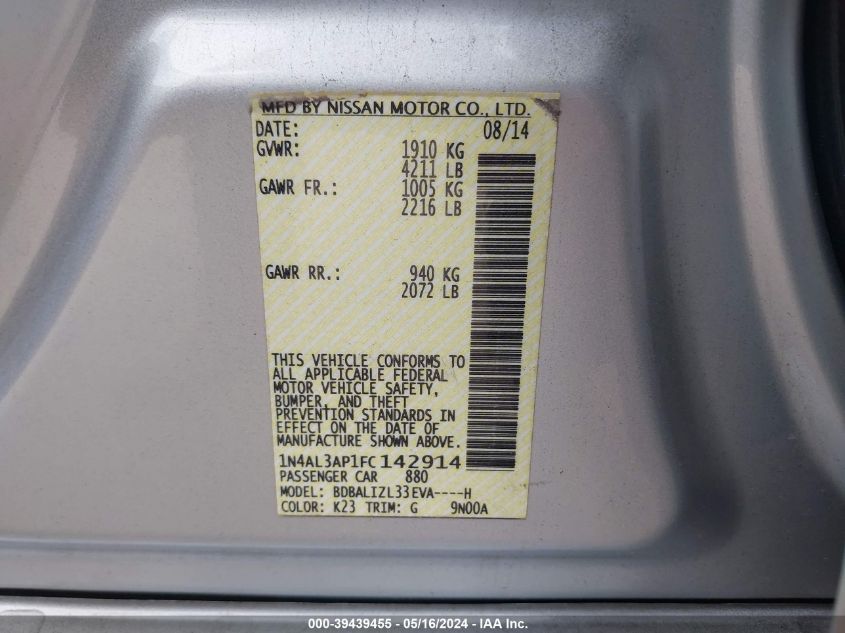 MFD BY NISSAN MOTOR CO., LTD.
DATE: 08/14
GVWR: 1910 KG
4211 LB
GAWR FR.: 1005 KG
2216 LB
GAWR RR.: 940 KG
2072 LB
THIS VEHICLE CONFORMS TO
ALL APPLICABLE FEDERAL
MOTOR VEHICLE SAFETY,
BUMPER, AND THEFT
PREVENTION STANDARDS IN
EFFECT ON THE DATE OF
MANUFACTURE SHOWN ABOVE.
1N4AL3AP1FC142914
PASSENGER CAR 880
MODEL: BDBALIZL33EVA----H
COLOR: K23 TRIM: G 9N00A
000-39439455 - 05/16/2024 - IAA Inc.